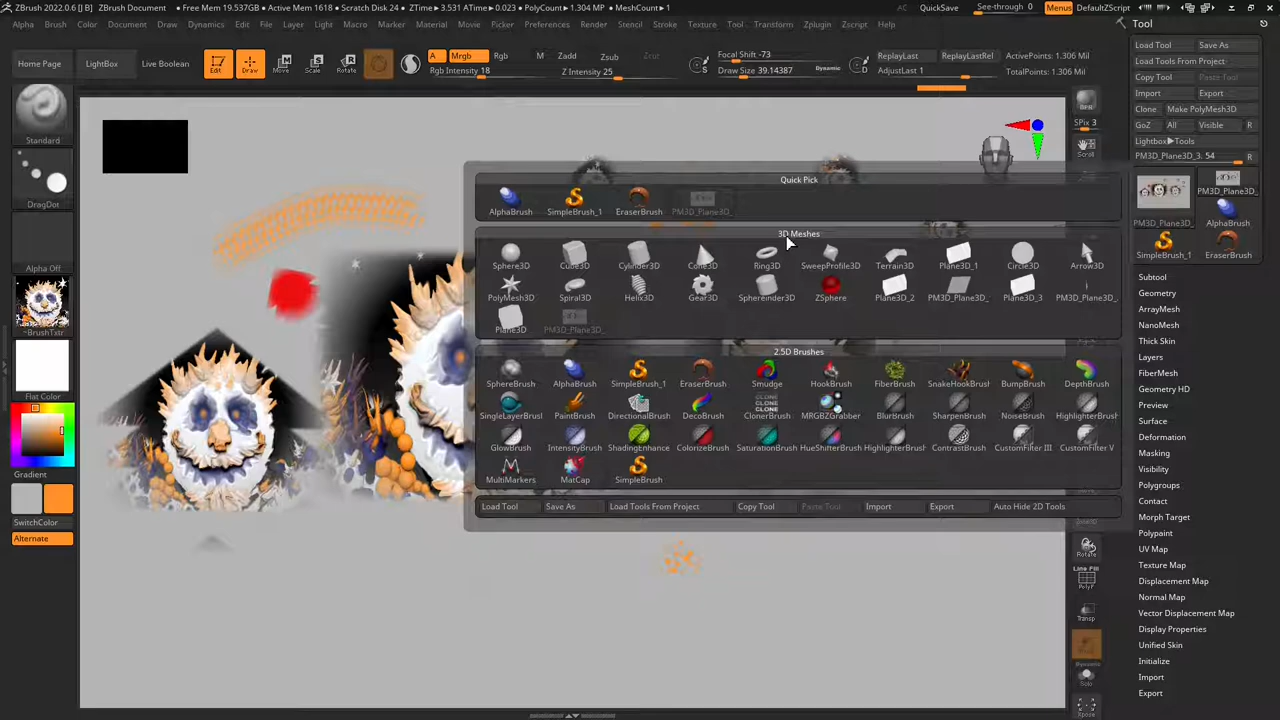 ZBrush 2022.0.6 [J B] ZBrush Document • Free Mem 19.537GB • Active Mem 1618 • Scratch Disk 24 • ZTime▸3.531 ATime▸0.023 • PolyCount▸1.304 MP • MeshCount▸1
AC QuickSave See-through 0 Menus DefaultZScript
Alpha Brush Color Document Draw Dynamics Edit File Layer Light Macro Marker Material Movie Picker Preferences Render Stencil Stroke Texture Tool Transform Zplugin Zscript Help
Home Page LightBox Live Boolean Edit Draw Move Scale Rotate
A Mrgb Rgb M Zadd Zsub Zcut
Rgb Intensity 18 Z Intensity 25
Focal Shift -73
Draw Size 39.14387 Dynamic
S D
ReplayLast ReplayLastRel
AdjustLast 1
ActivePoints: 1.306 Mil
TotalPoints: 1.306 Mil
Standard
DragDot
Alpha Off
~BrushTxtr
Flat Color
Gradient
SwitchColor
Alternate
Quick Pick
AlphaBrush SimpleBrush_1 EraserBrush PM3D_Plane3D_
3D Meshes
Sphere3D Cube3D Cylinder3D Cone3D Ring3D SweepProfile3D Terrain3D Plane3D_1 Circle3D Arrow3D
PolyMesh3D Spiral3D Helix3D Gear3D Sphereinder3D ZSphere Plane3D_2 PM3D_Plane3D_ Plane3D_3 PM3D_Plane3D_
Plane3D PM3D_Plane3D_
2.5D Brushes
SphereBrush AlphaBrush SimpleBrush_1 EraserBrush Smudge HookBrush FiberBrush SnakeHookBrush BumpBrush DepthBrush
SingleLayerBrush PaintBrush DirectionalBrush DecoBrush ClonerBrush MRGBZGrabber BlurBrush SharpenBrush NoiseBrush HighlighterBrush
GlowBrush IntensityBrush ShadingEnhance ColorizeBrush SaturationBrush HueShifterBrush HighlighterBrush ContrastBrush CustomFilter III CustomFilter V
MultiMarkers MatCap SimpleBrush
Load Tool Save As Load Tools From Project Copy Tool Paste Tool Import Export Auto Hide 2D Tools
BPR
SPix 3
Scroll
Rotate
Line Fill
PolyF
Transp
Dynamic
Solo
Xpose
Tool
Load Tool Save As
Load Tools From Project
Copy Tool Paste Tool
Import Export
Clone Make PolyMesh3D
GoZ All Visible R
Lightbox▸Tools
PM3D_Plane3D_3: 54 R
PM3D_Plane3D_
PM3D_Plane3D_ AlphaBrush
SimpleBrush_1 EraserBrush
Subtool
Geometry
ArrayMesh
NanoMesh
Thick Skin
Layers
FiberMesh
Geometry HD
Preview
Surface
Deformation
Masking
Visibility
Polygroups
Contact
Morph Target
Polypaint
UV Map
Texture Map
Displacement Map
Normal Map
Vector Displacement Map
Display Properties
Unified Skin
Initialize
Import
Export